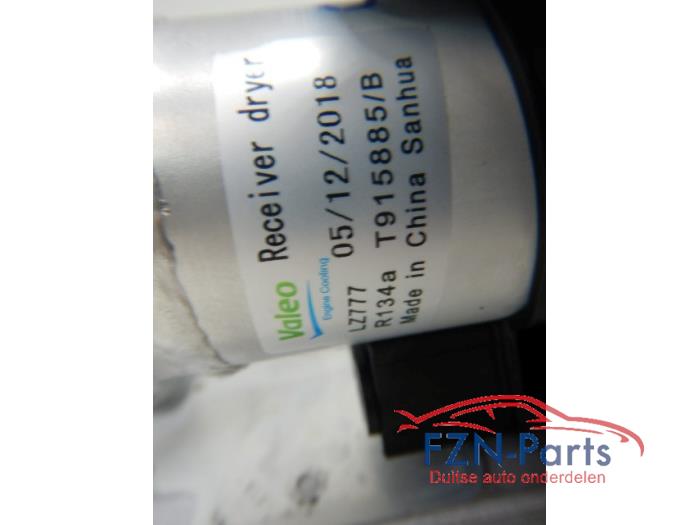 Valeo Receiver dryer
Engine Cooling
LZ777 05/12/2018
R134a T915885/B
Made in China Sanhua
FZN-Parts
Duitse auto onderdelen